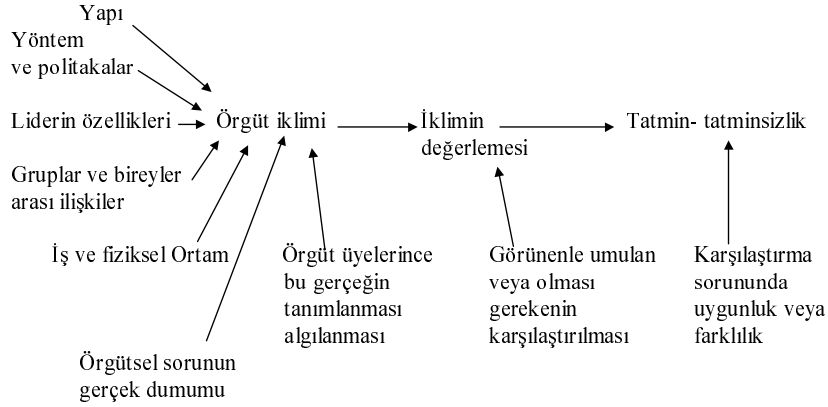 Yapı
Yöntem
ve politakalar
Liderin özellikleri
Örgüt iklimi
İklimin
değerlemesi
Tatmin- tatminsizlik
Gruplar ve bireyler
arası ilişkiler
İş ve fiziksel Ortam
Örgüt üyelerince
bu gerçeğin
tanımlanması
algılanması
Görünenle umulan
veya olması
gerekenin
karşılaştırılması
Karşılaştırma
sorununda
uygunluk veya
farklılık
Örgütsel sorunun
gerçek dumumu